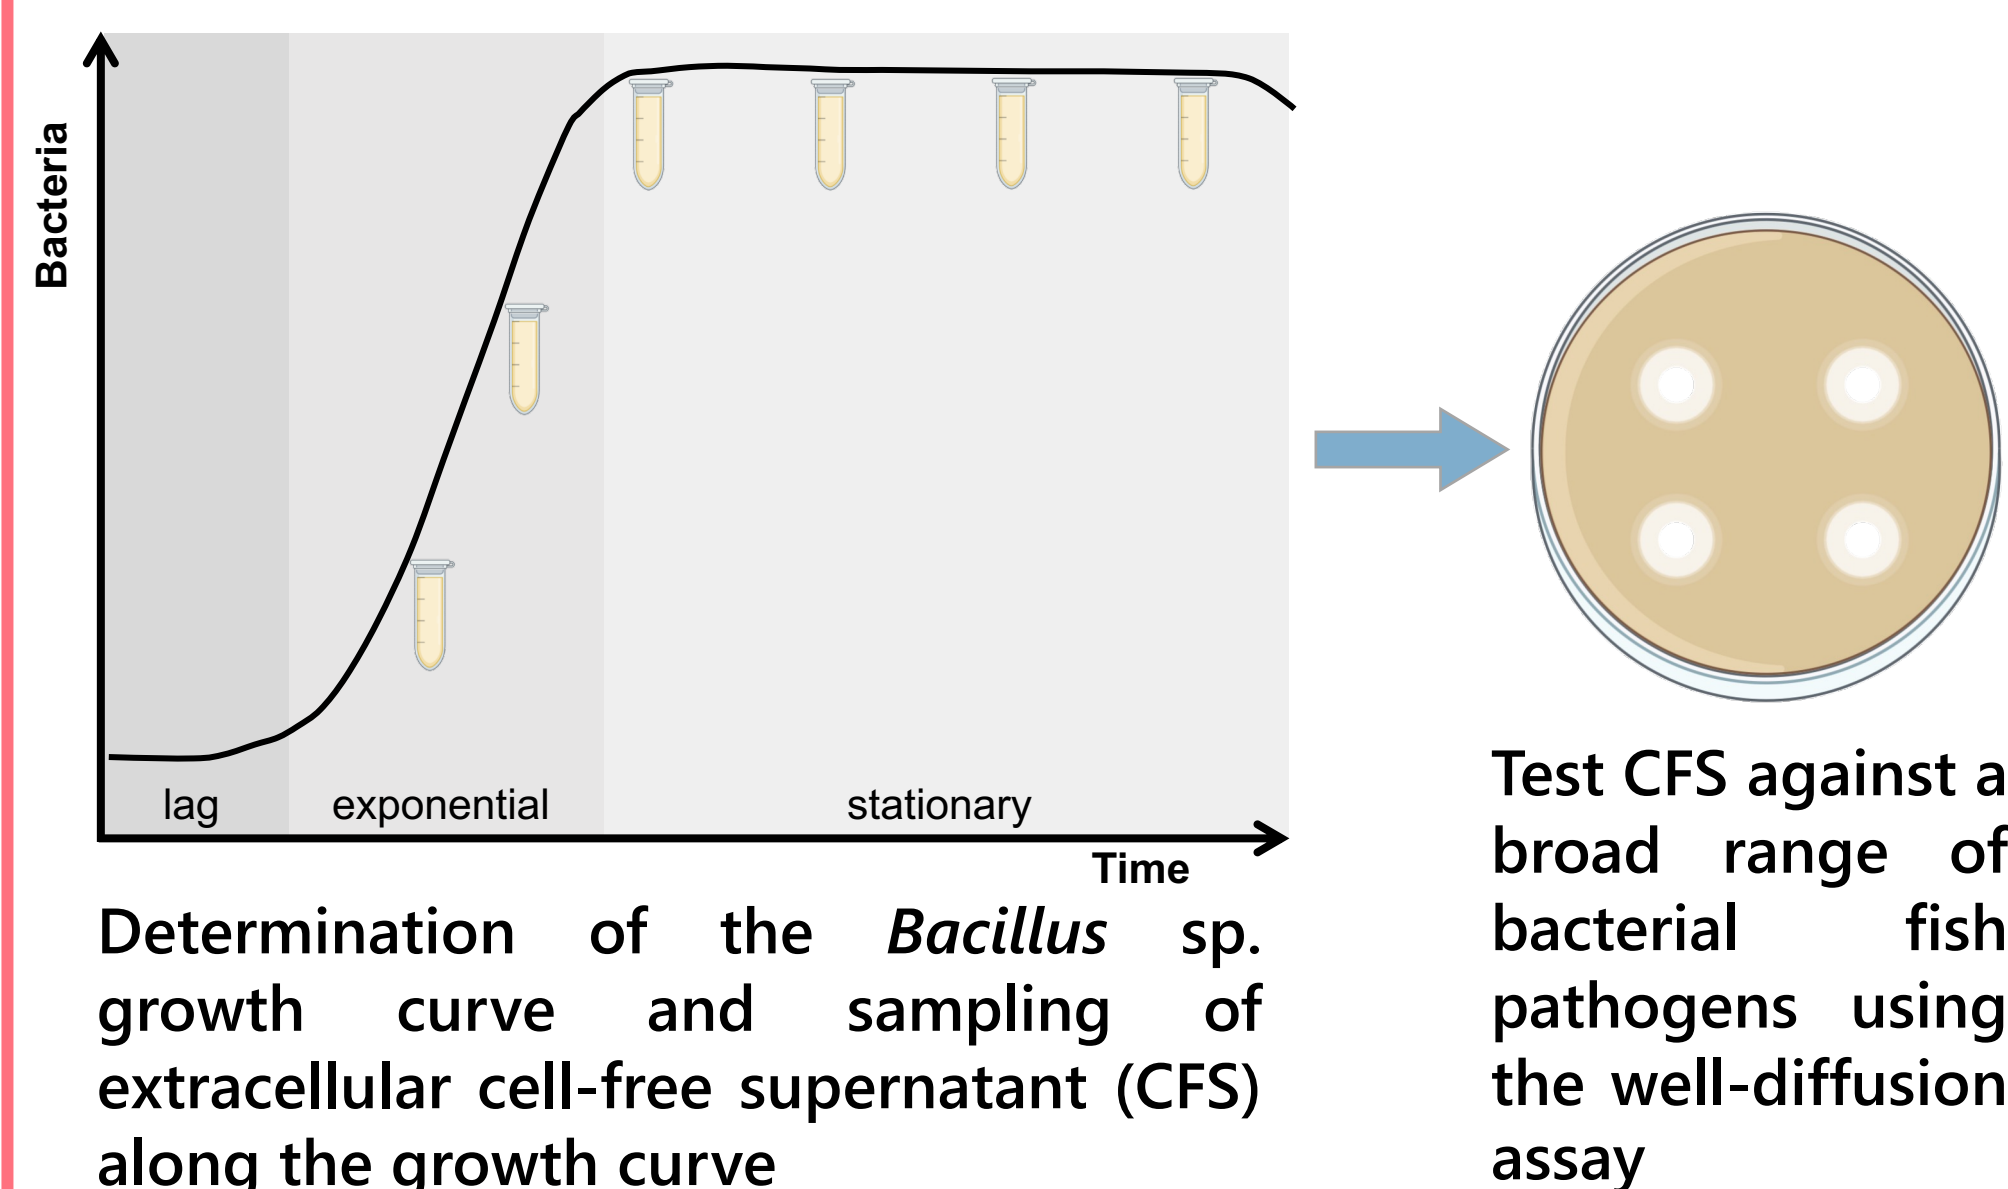 Bacteria
lag
exponential
stationary
Time
Determination of the Bacillus sp.
growth curve and sampling of
extracellular cell-free supernatant (CFS)
along the growth curve
Test CFS against a
broad range of
bacterial fish
pathogens using
the well-diffusion
assay